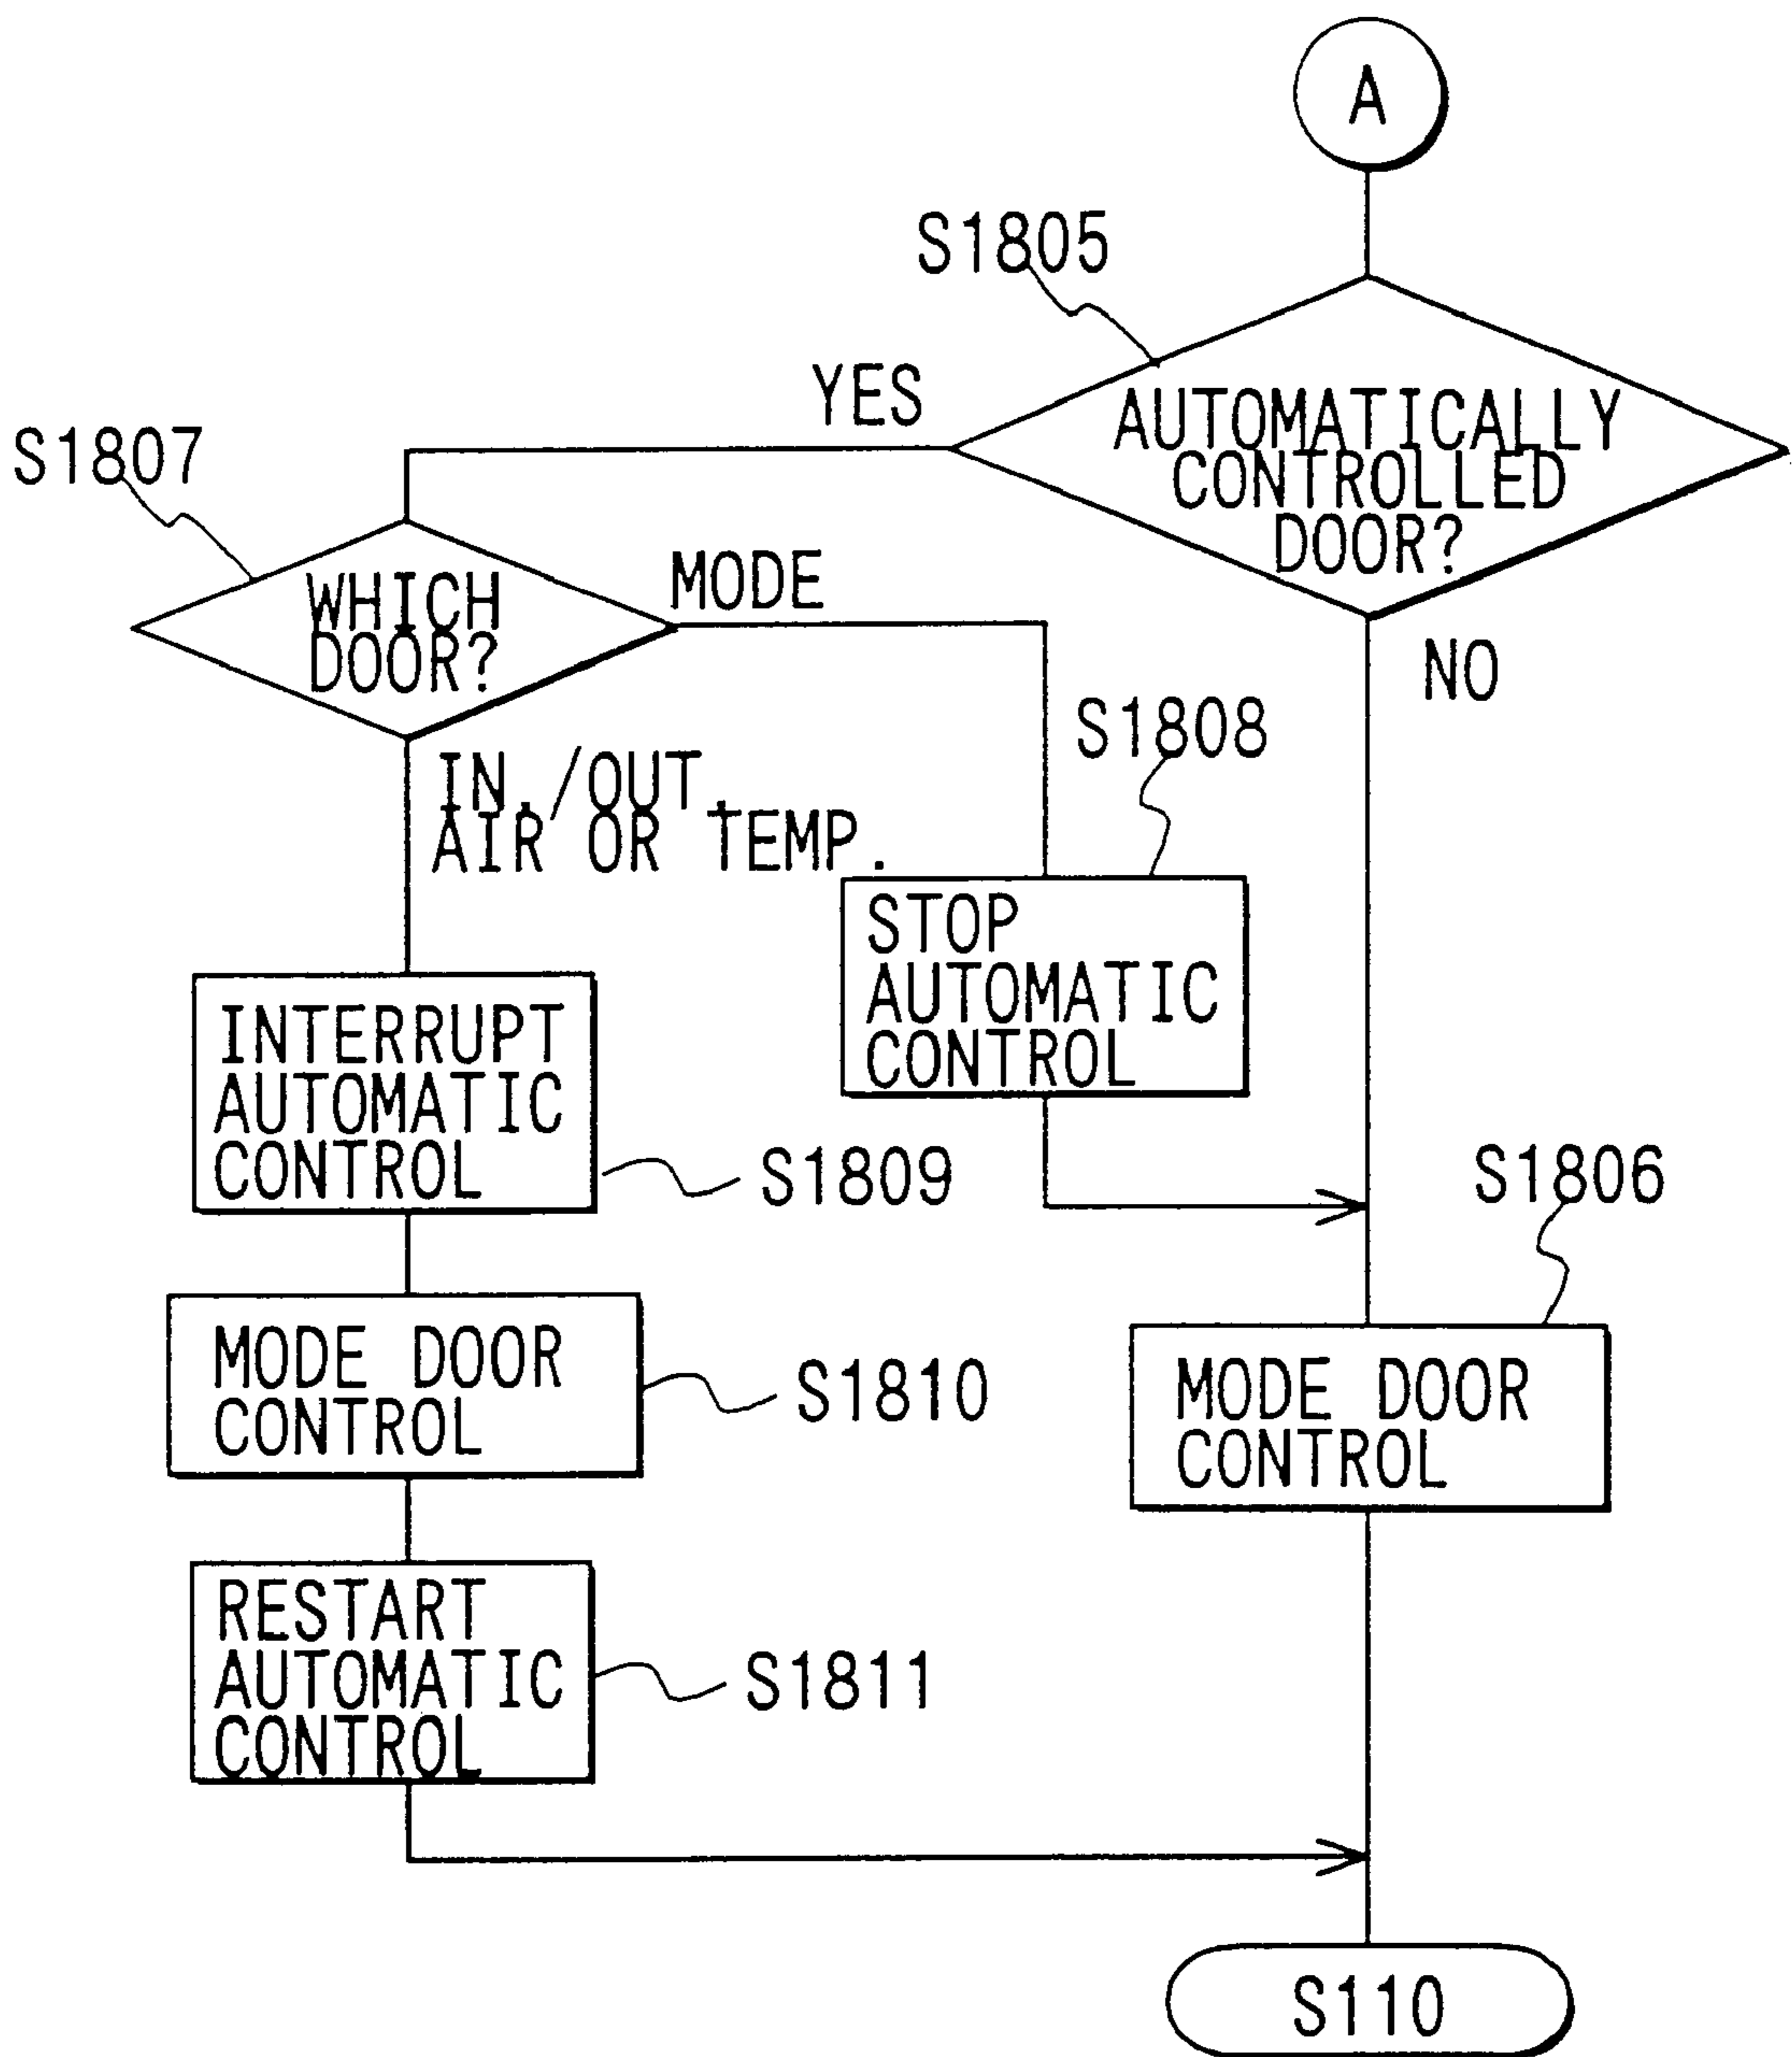 A
S1805
YES
AUTOMATICALLY
CONTROLLED
DOOR?
S1807
WHICH
DOOR?
MODE
NO
IN./OUT.
AIR OR TEMP.
S1808
STOP
AUTOMATIC
CONTROL
INTERRUPT
AUTOMATIC
CONTROL
S1809
S1806
MODE DOOR
CONTROL
S1810
MODE DOOR
CONTROL
RESTART
AUTOMATIC
CONTROL
S1811
S110